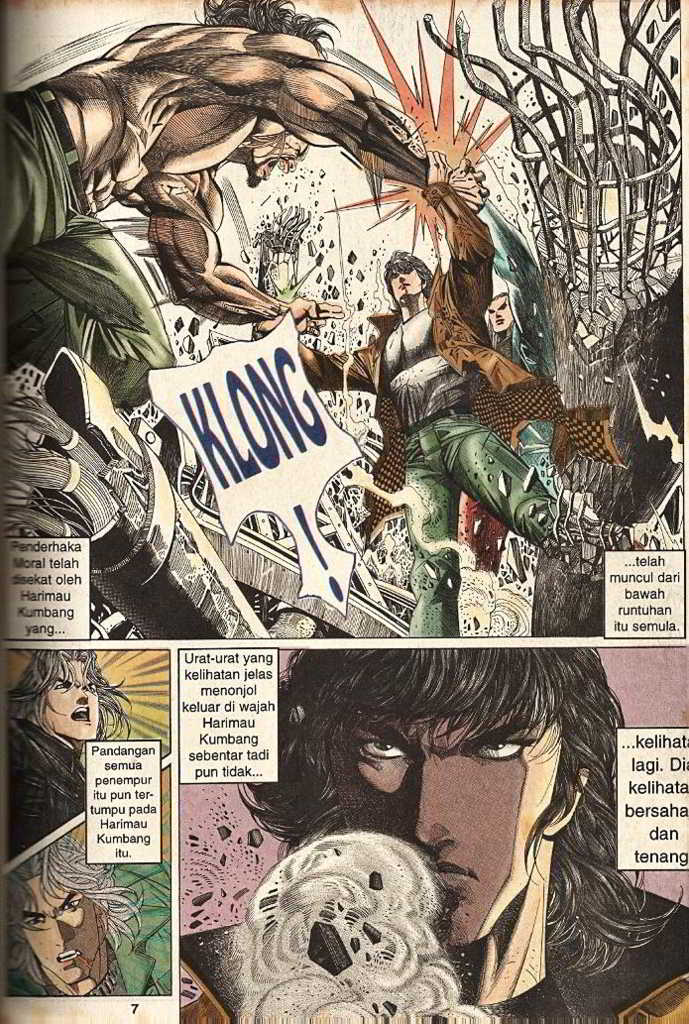 KLONG
!
Penderhaka
Moral telah
disekat oleh
Harimau
Kumbang
yang...
...telah
muncul dari
bawah
runtuhan
itu semula.
Pandangan
semua
penempur
itu pun ter-
tumpu pada
Harimau
Kumbang
itu.
Urat-urat yang
kelihatan jelas
menonjol
keluar di wajah
Harimau
Kumbang
sebentar tadi
pun tidak...
...kelihata
lagi. Dia
kelihata
bersaha
dan
tenang
7